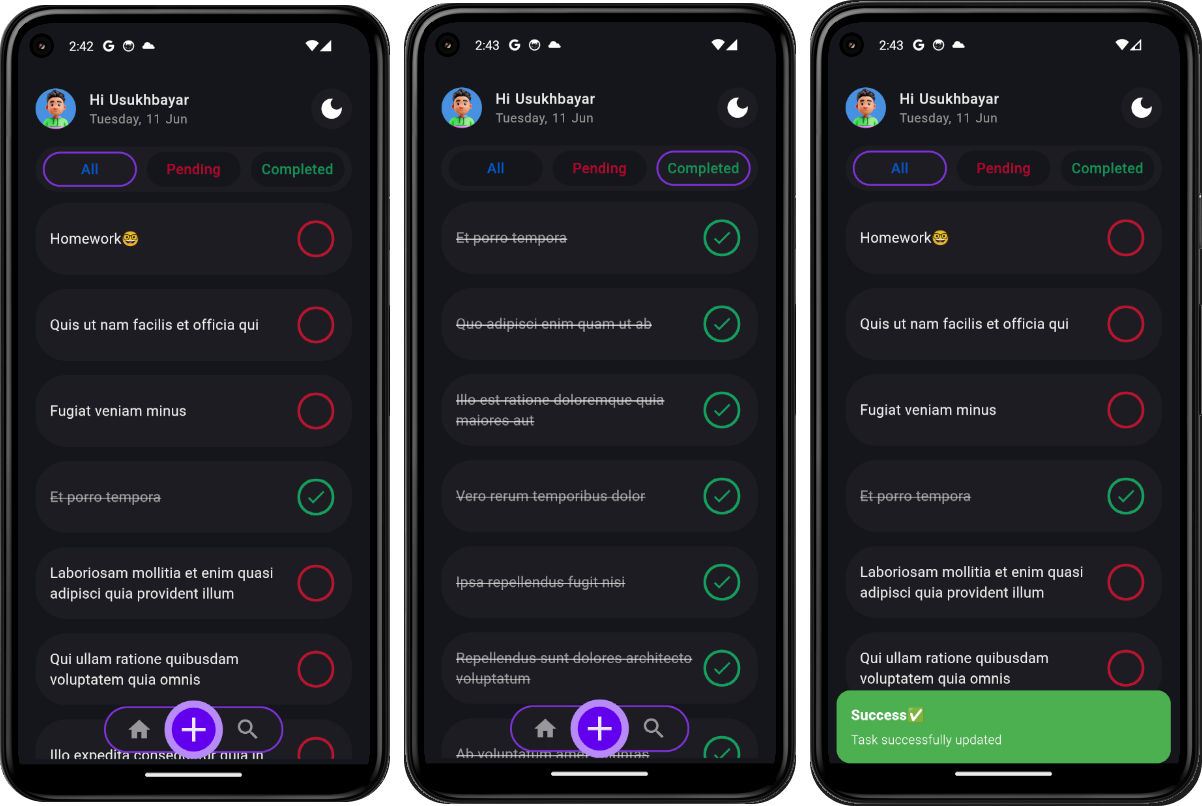 2:42
Hi Usukhbayar
Tuesday, 11 Jun
All Pending Completed
Homework🤓
Quis ut nam facilis et officia qui
Fugiat veniam minus
Et porro tempora
Laboriosam mollitia et enim quasi
adipisci quia provident illum
Qui ullam ratione quibusdam
voluptatem quia omnis
Illo expedita consequatur quia in
2:43
Hi Usukhbayar
Tuesday, 11 Jun
All Pending Completed
Et porro tempora
Quo adipisci enim quam ut ab
Illo est ratione doloremque quia
maiores aut
Vero rerum temporibus dolor
Ipsa repellendus fugit nisi
Repellendus sunt dolores architecto
voluptatum
Ab voluptatum
2:43
Hi Usukhbayar
Tuesday, 11 Jun
All Pending Completed
Homework🤓
Quis ut nam facilis et officia qui
Fugiat veniam minus
Et porro tempora
Laboriosam mollitia et enim quasi
adipisci quia provident illum
Qui ullam ratione quibusdam
voluptatem quia omnis
Success✅
Task successfully updated